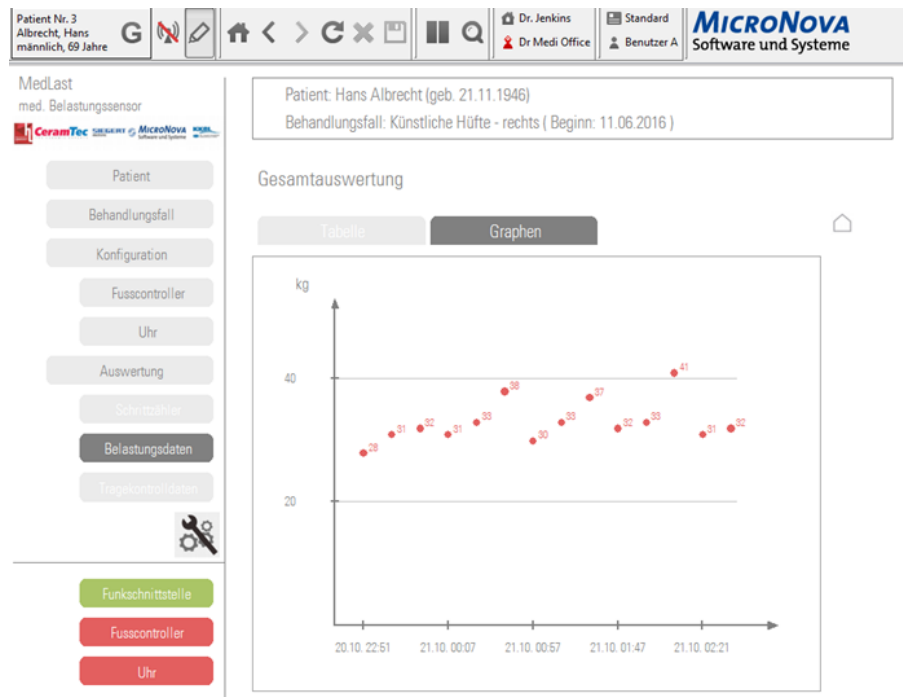 Patient Nr. 3
Albrecht, Hans
männlich, 69 Jahre
G
Dr. Jenkins
Dr Medi Office
Standard
Benutzer A
MICRONOVA
Software und Systeme
MedLast
med. Belastungssensor
CeramTec SIEGERT MICRONOVA
Software und Systeme
Patient
Behandlungsfall
Konfiguration
Fusscontroller
Uhr
Auswertung
Schrittzähler
Belastungsdaten
Tragekontrolldaten
Funkschnittstelle
Fusscontroller
Uhr
Patient: Hans Albrecht (geb. 21.11.1946)
Behandlungsfall: Künstliche Hüfte - rechts ( Beginn: 11.06.2016 )
Gesamtauswertung
Tabelle
Graphen
kg
40
20
28
31
32
31
33
38
30
33
37
32
33
41
31
32
20.10. 22:51
21.10. 00:07
21.10. 00:57
21.10. 01:47
21.10. 02:21